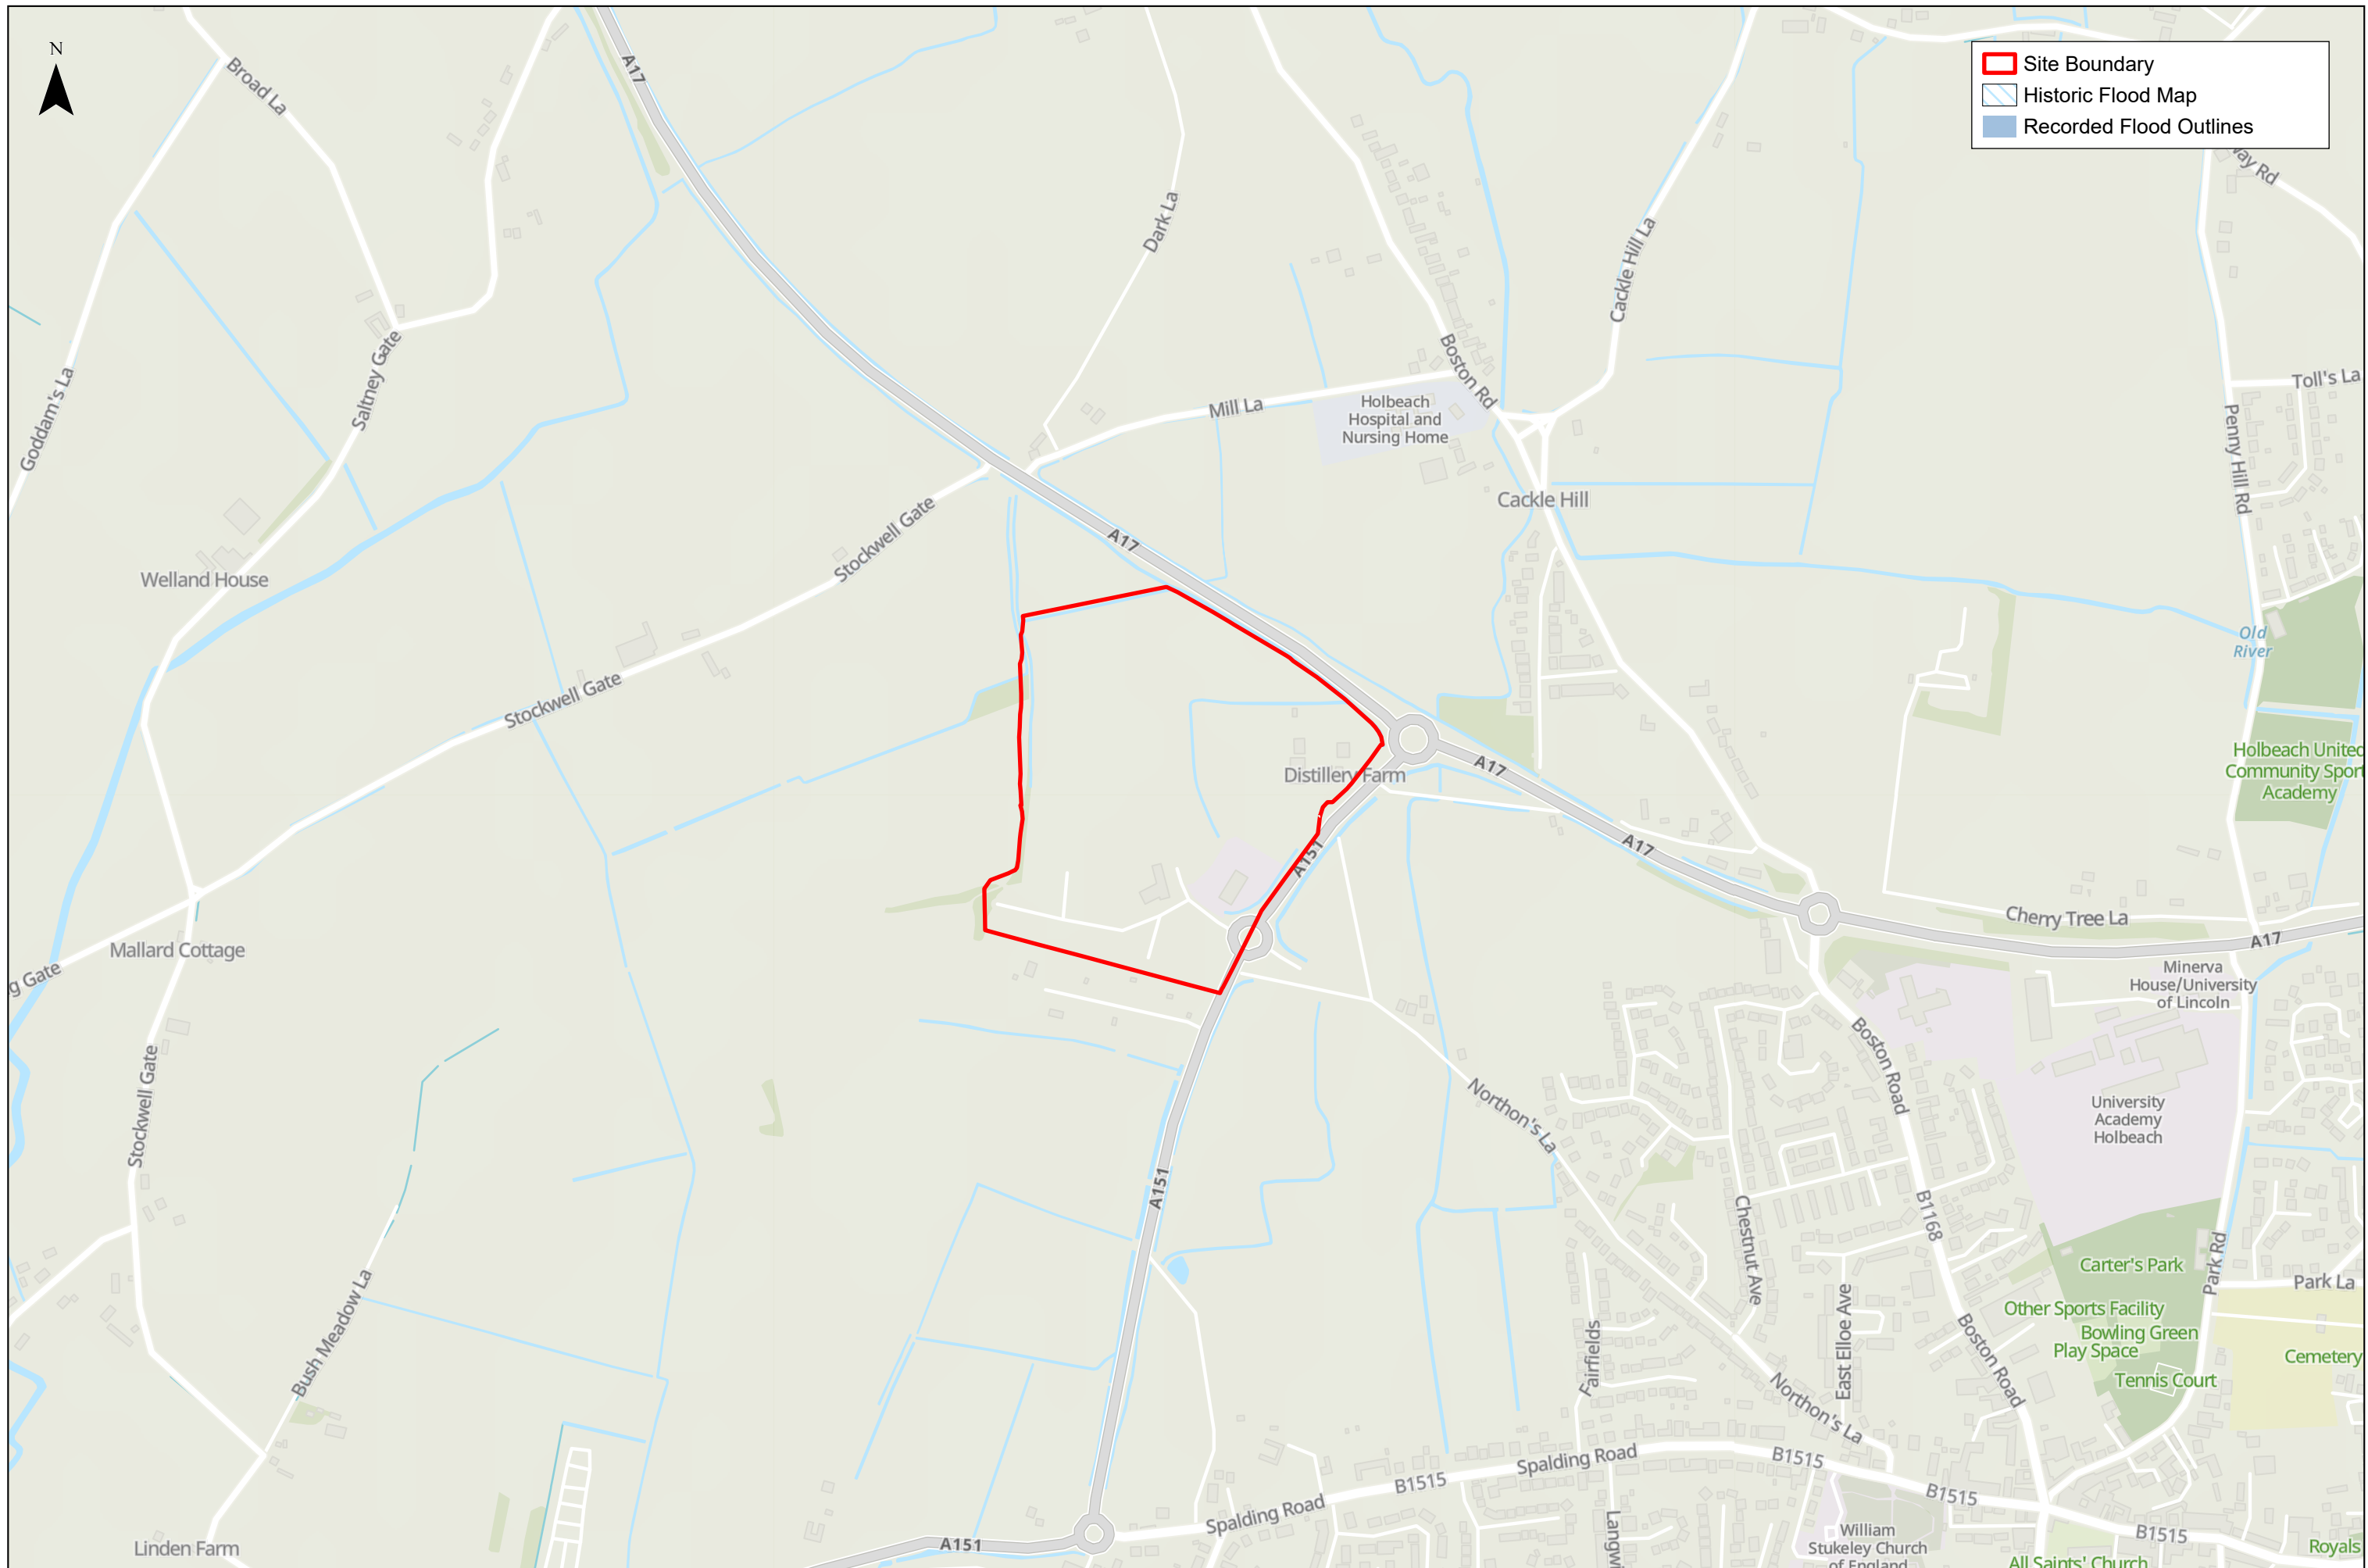 N
Site Boundary
Historic Flood Map
Recorded Flood Outlines
Broad La
A17
Dark La
Cackle Hill La
Goddam's La
Saltney Gate
Boston Rd
Mill La
Holbeach
Hospital and
Nursing Home
Toll's La
Penny Hill Rd
Cackle Hill
Stockwell Gate
A17
Welland House
Old
River
Stockwell Gate
Holbeach United
Community Sport
Academy
Distillery Farm
A17
A17
A151
Cherry Tree La
A17
Mallard Cottage
g Gate
Minerva
House/University
of Lincoln
Stockwell Gate
Boston Road
Northon's La
University
Academy
Holbeach
A151
Chestnut Ave
B1168
Park Rd
Carter's Park
Park La
Other Sports Facility
Bowling Green
Play Space
Bush Meadow La
East Elloe Ave
Fairfields
Boston Road
Cemetery
Tennis Court
Northon's La
Spalding Road
B1515
B1515
B1515
Spalding Road
B1515
Langwi
William
Stukeley Church
of England
All Saints' Church
Royals
Linden Farm
A151